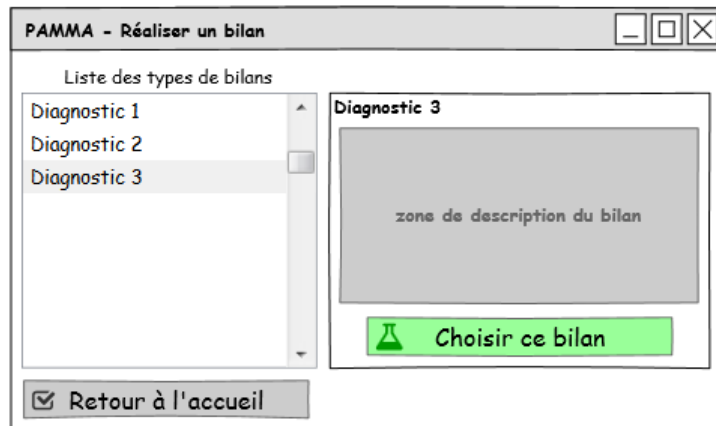 PAMMA - Réaliser un bilan
Liste des types de bilans
Diagnostic 1
Diagnostic 2
Diagnostic 3
Diagnostic 3
zone de description du bilan
Choisir ce bilan
Retour à l'accueil